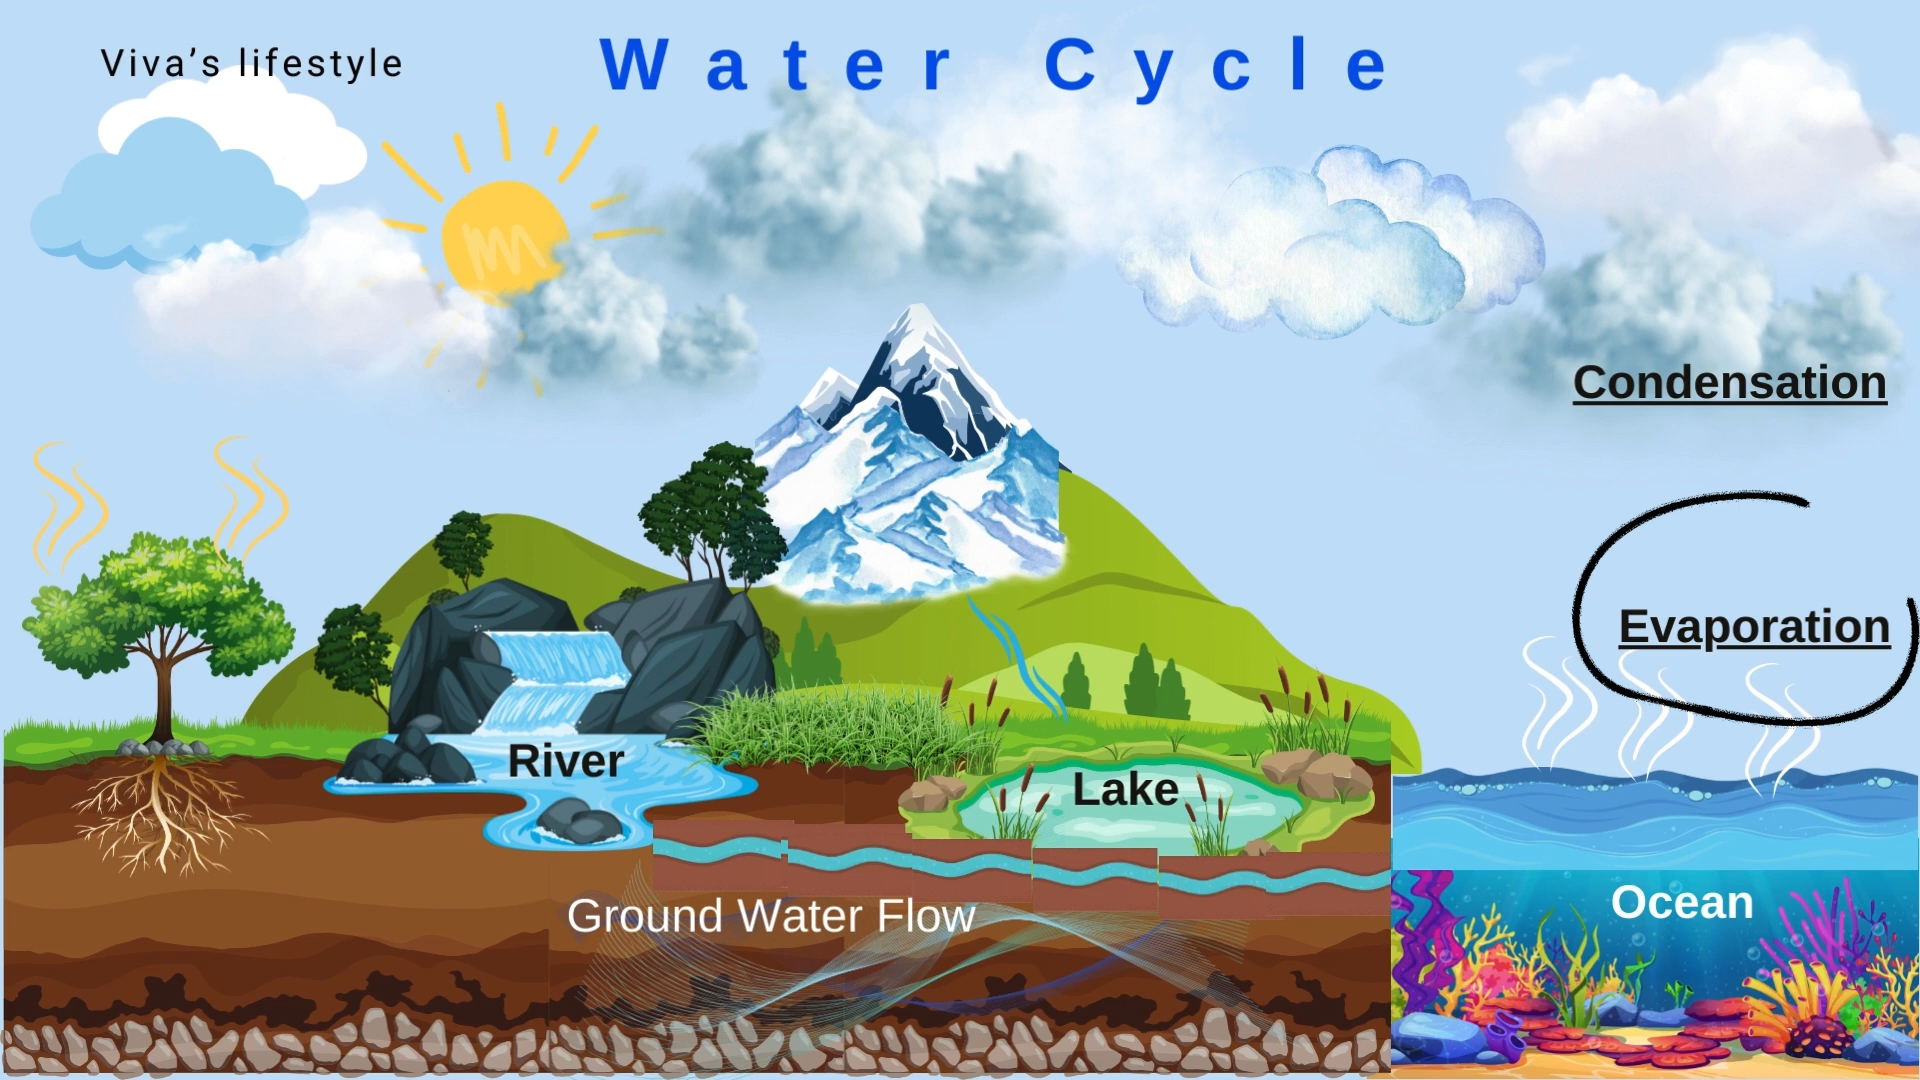 Viva’s lifestyle
Water Cycle
Condensation
Evaporation
River
Lake
Ground Water Flow
Ocean